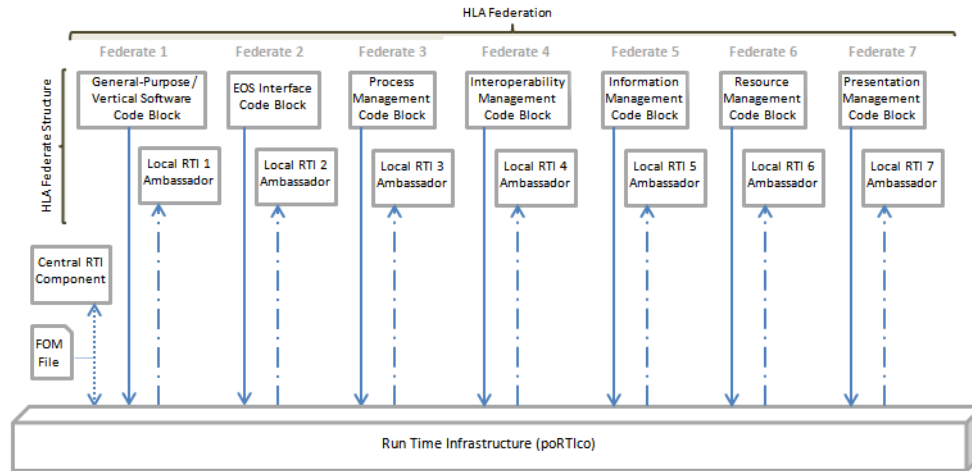 HLA Federation
Federate 1
Federate 2
Federate 3
Federate 4
Federate 5
Federate 6
Federate 7
HLA Federate Structure
General-Purpose/
Vertical Software
Code Block
EOS Interface
Code Block
Process
Management
Code Block
Interoperability
Management
Code Block
Information
Management
Code Block
Resource
Management
Code Block
Presentation
Management
Code Block
Local RTI 1
Ambassador
Local RTI 2
Ambassador
Local RTI 3
Ambassador
Local RTI 4
Ambassador
Local RTI 5
Ambassador
Local RTI 6
Ambassador
Local RTI 7
Ambassador
Central RTI
Component
FOM
File
Run Time Infrastructure (poRTIco)